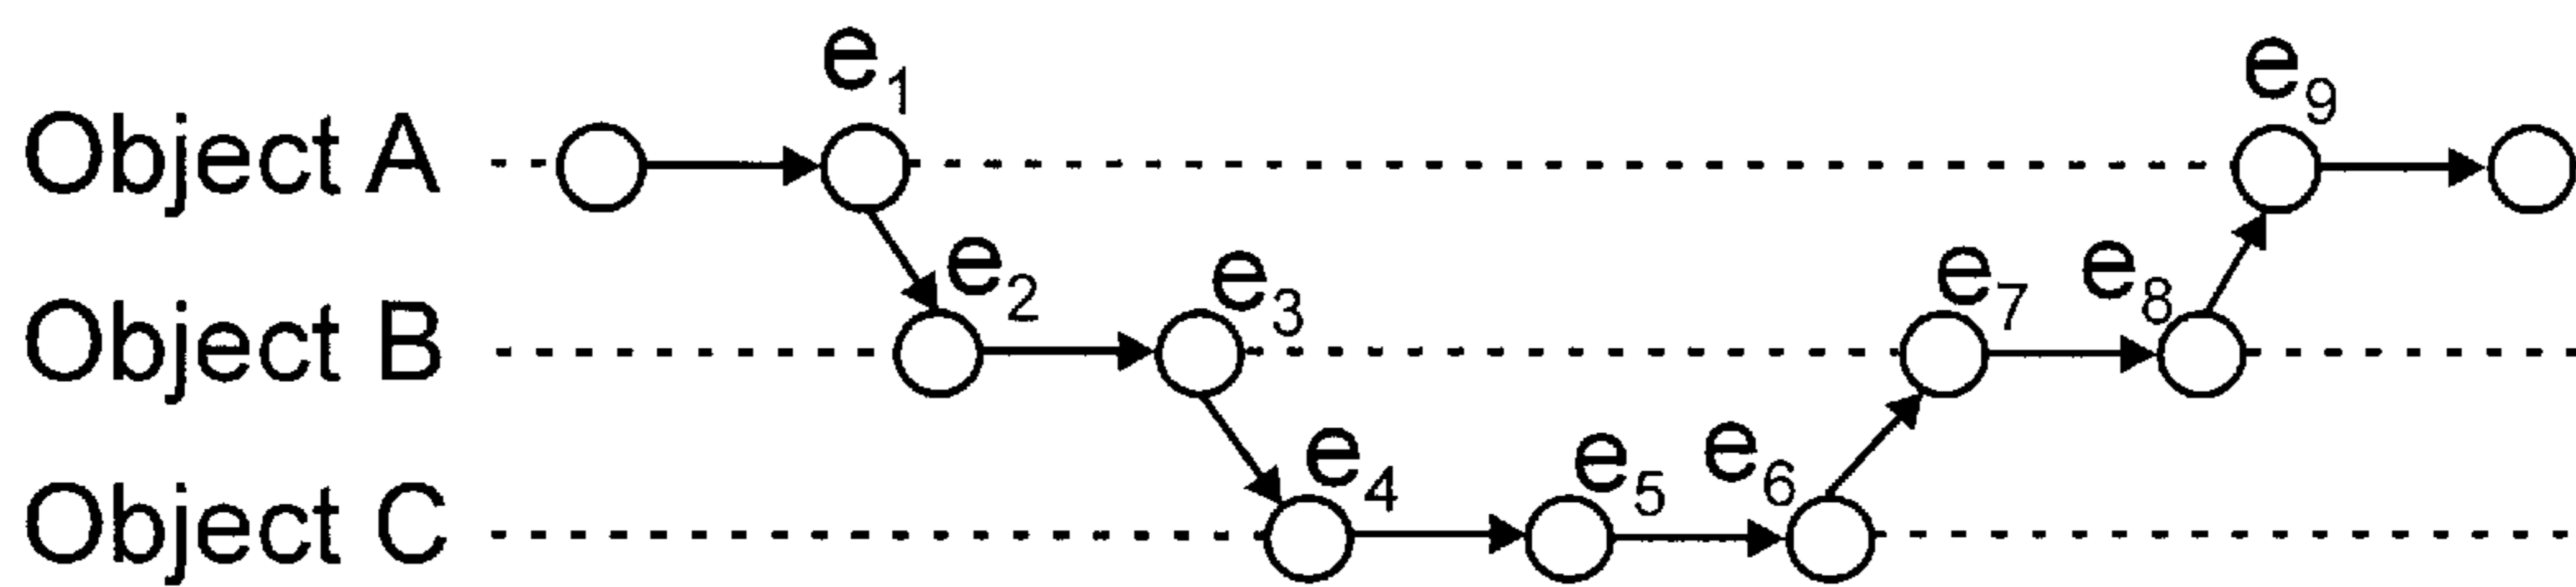 e₁ e₉
Object A
e₂ e₃ e₇ e₈
Object B
e₄ e₅ e₆
Object C